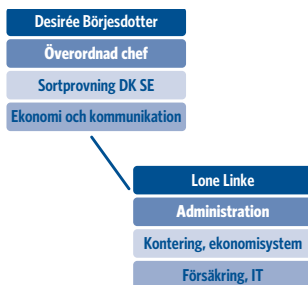 Desirée Börjesdotter
Överordnad chef
Sortprovning DK SE
Ekonomi och kommunikation
Lone Linke
Administration
Kontering, ekonomisystem
Försäkring, IT